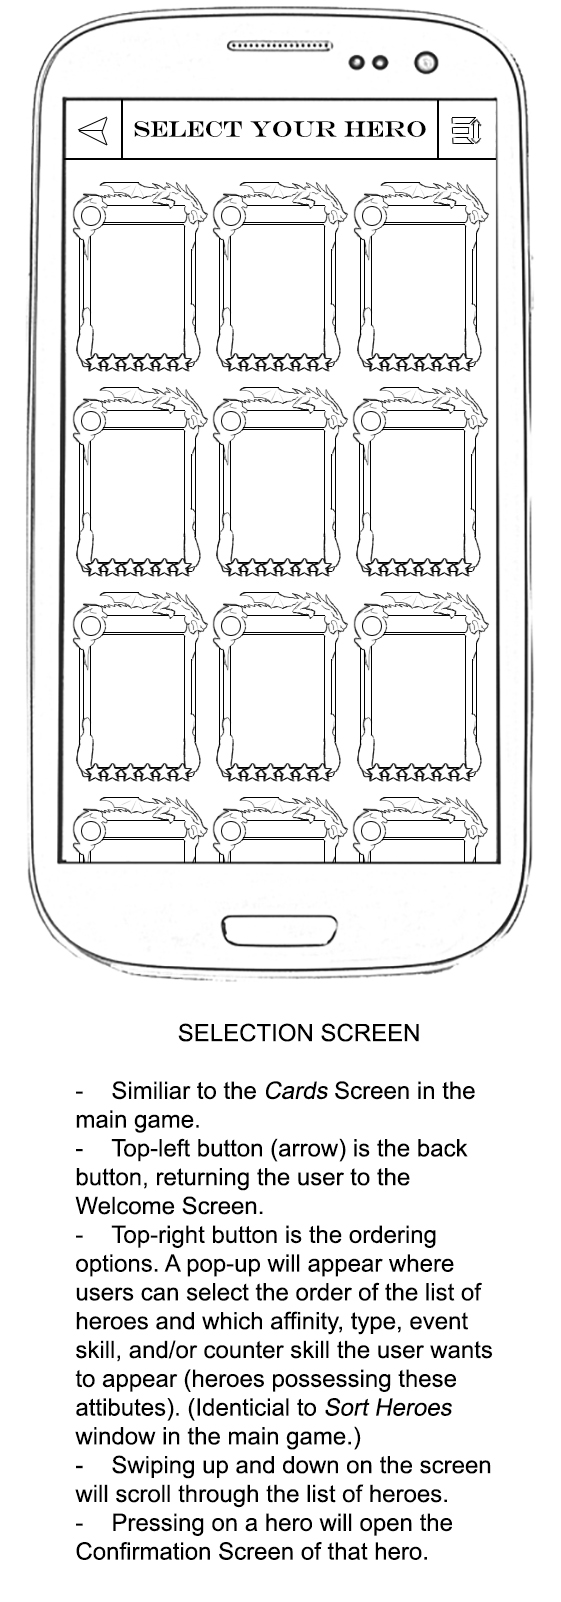 SELECT YOUR HERO
SELECTION SCREEN
- Similiar to the Cards Screen in the
main game.
- Top-left button (arrow) is the back
button, returning the user to the
Welcome Screen.
- Top-right button is the ordering
options. A pop-up will appear where
users can select the order of the list of
heroes and which affinity, type, event
skill, and/or counter skill the user wants
to appear (heroes possessing these
attibutes). (Identicial to Sort Heroes
window in the main game.)
- Swiping up and down on the screen
will scroll through the list of heroes.
- Pressing on a hero will open the
Confirmation Screen of that hero.